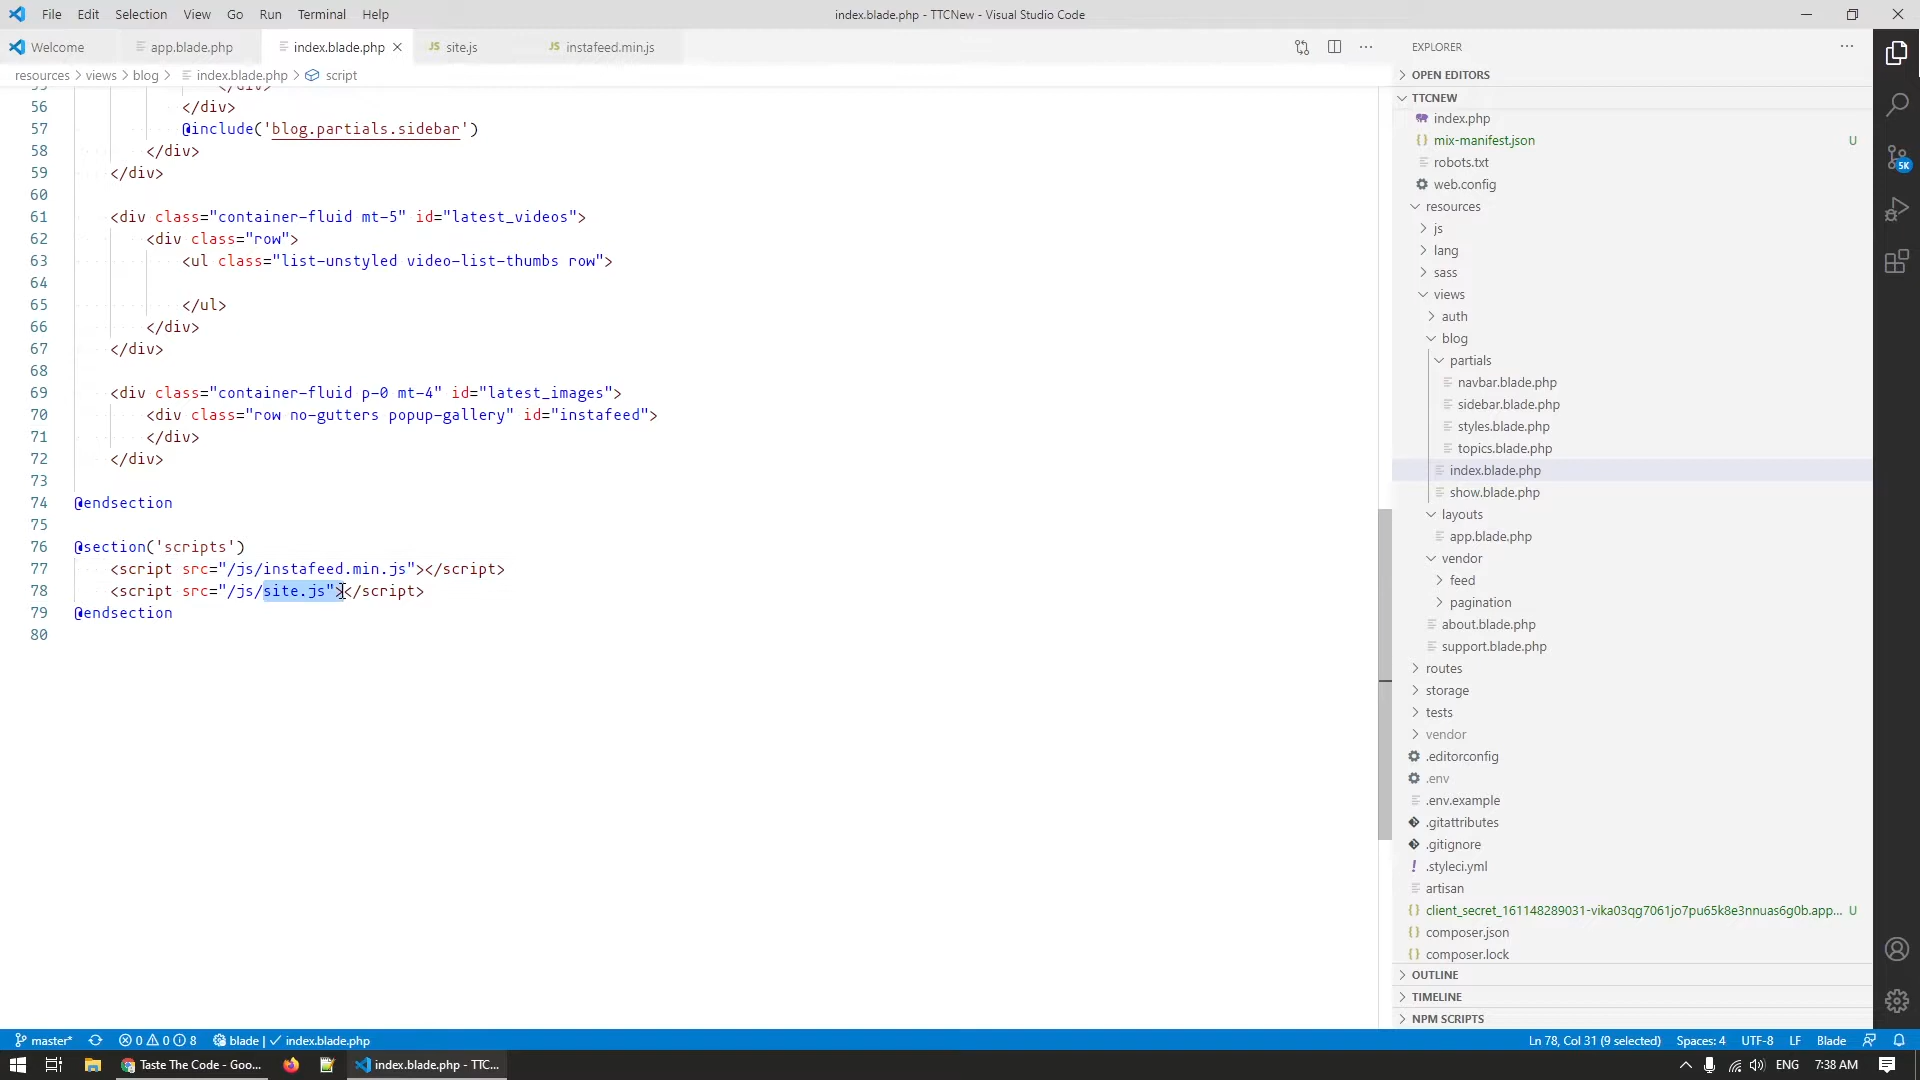 File Edit Selection View Go Run Terminal Help
index.blade.php - TTCNew - Visual Studio Code
Welcome
app.blade.php
index.blade.php
JS site.js
JS instafeed.min.js
resources > views > blog > index.blade.php > script
55 </div>
56 </div>
57 @include('blog.partials.sidebar')
58 </div>
59 </div>
60
61 <div class="container-fluid mt-5" id="latest_videos">
62 <div class="row">
63 <ul class="list-unstyled video-list-thumbs row">
64
65 </ul>
66 </div>
67 </div>
68
69 <div class="container-fluid p-0 mt-4" id="latest_images">
70 <div class="row no-gutters popup-gallery" id="instafeed">
71 </div>
72 </div>
73
74 @endsection
75
76 @section('scripts')
77 <script src="/js/instafeed.min.js"></script>
78 <script src="/js/site.js"></script>
79 @endsection
80
EXPLORER
OPEN EDITORS
TTCNEW
index.php
{} mix-manifest.json U
robots.txt
web.config
resources
js
lang
sass
views
auth
blog
partials
navbar.blade.php
sidebar.blade.php
styles.blade.php
topics.blade.php
index.blade.php
show.blade.php
layouts
app.blade.php
vendor
feed
pagination
about.blade.php
support.blade.php
routes
storage
tests
vendor
.editorconfig
.env
.env.example
.gitattributes
.gitignore
! .styleci.yml
artisan
{} client_secret_161148289031-vika03qg7061jo7pu65k8e3nnuas6g0b.app... U
{} composer.json
{} composer.lock
OUTLINE
TIMELINE
NPM SCRIPTS
5K
master* 0 0 8 blade | index.blade.php
Ln 78, Col 31 (9 selected) Spaces: 4 UTF-8 LF Blade
Taste The Code - Goo...
index.blade.php - TTC...
ENG 7:38 AM